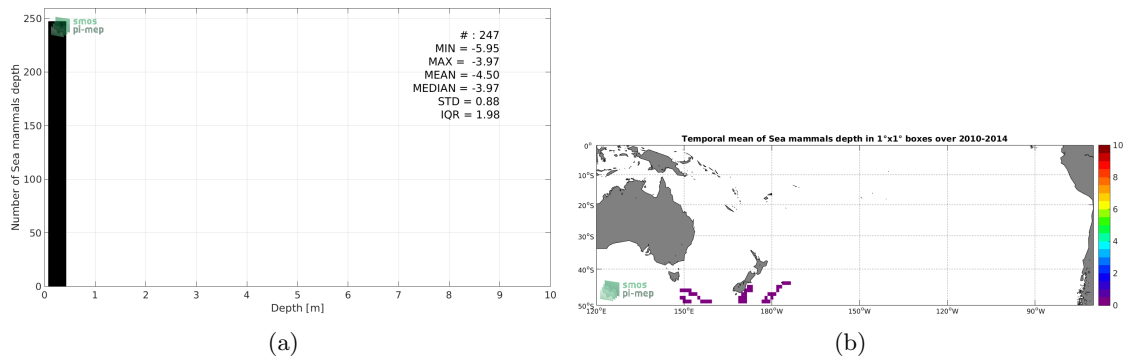 260
200
150
100
50
0
Number of Sea mammals depth
smos
pi-mep
# : 247
MIN = -5.95
MAX = -3.97
MEAN = -4.50
MEDIAN = -3.97
STD = 0.88
IQR = 1.98
0 1 2 3 4 5 6 7 8 9 10
Depth [m]
(a)
Temporal mean of Sea mammals depth in 1°x1° boxes over 2010-2014
0°
10°S
20°S
30°S
40°S
50°S
smos
pi-mep
120°E 150°E 180°W 150°W 120°W 90°W
10
8
6
4
2
0
(b)